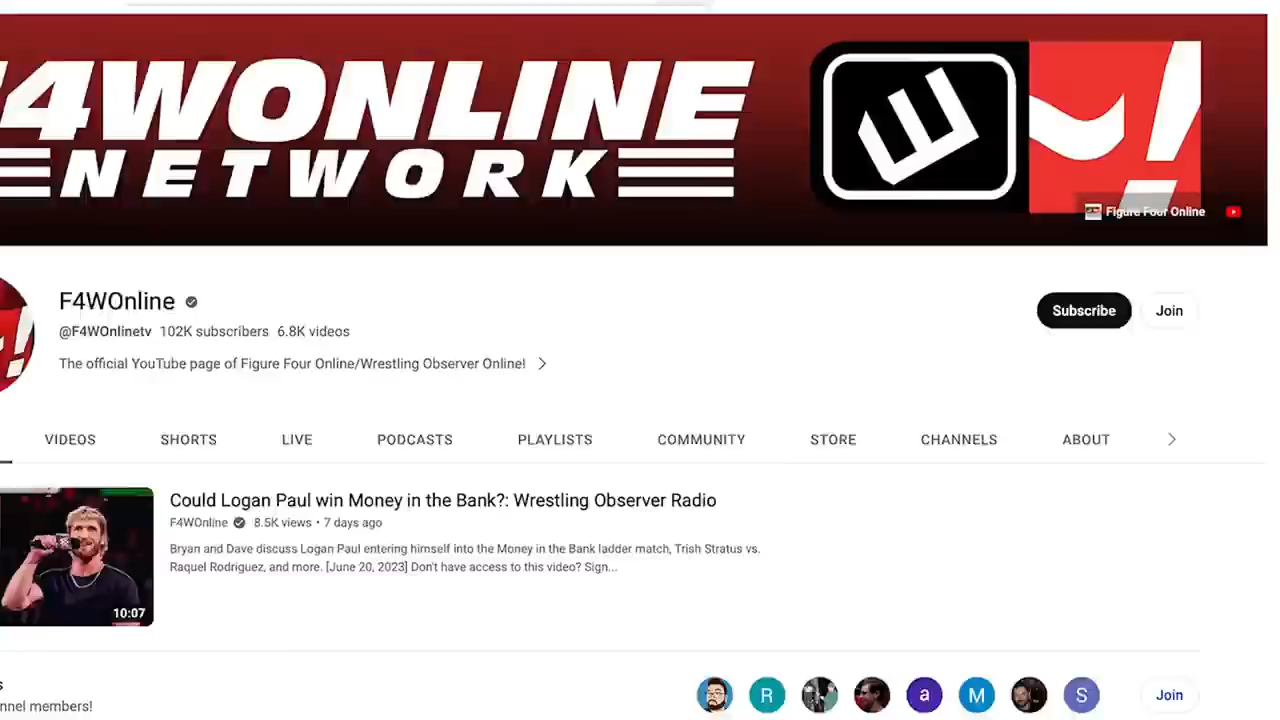 F4WONLINE
NETWORK
Figure Four Online
F4WOnline
@F4WOnlinetv 102K subscribers 6.8K videos
The official YouTube page of Figure Four Online/Wrestling Observer Online!
Subscribe
Join
VIDEOS SHORTS LIVE PODCASTS PLAYLISTS COMMUNITY STORE CHANNELS ABOUT
Could Logan Paul win Money in the Bank?: Wrestling Observer Radio
F4WOnline 8.5K views • 7 days ago
Bryan and Dave discuss Logan Paul entering himself into the Money in the Bank ladder match, Trish Stratus vs.
Raquel Rodriguez, and more. [June 20, 2023] Don't have access to this video? Sign...
10:07
R a M S
Join
nnel members!